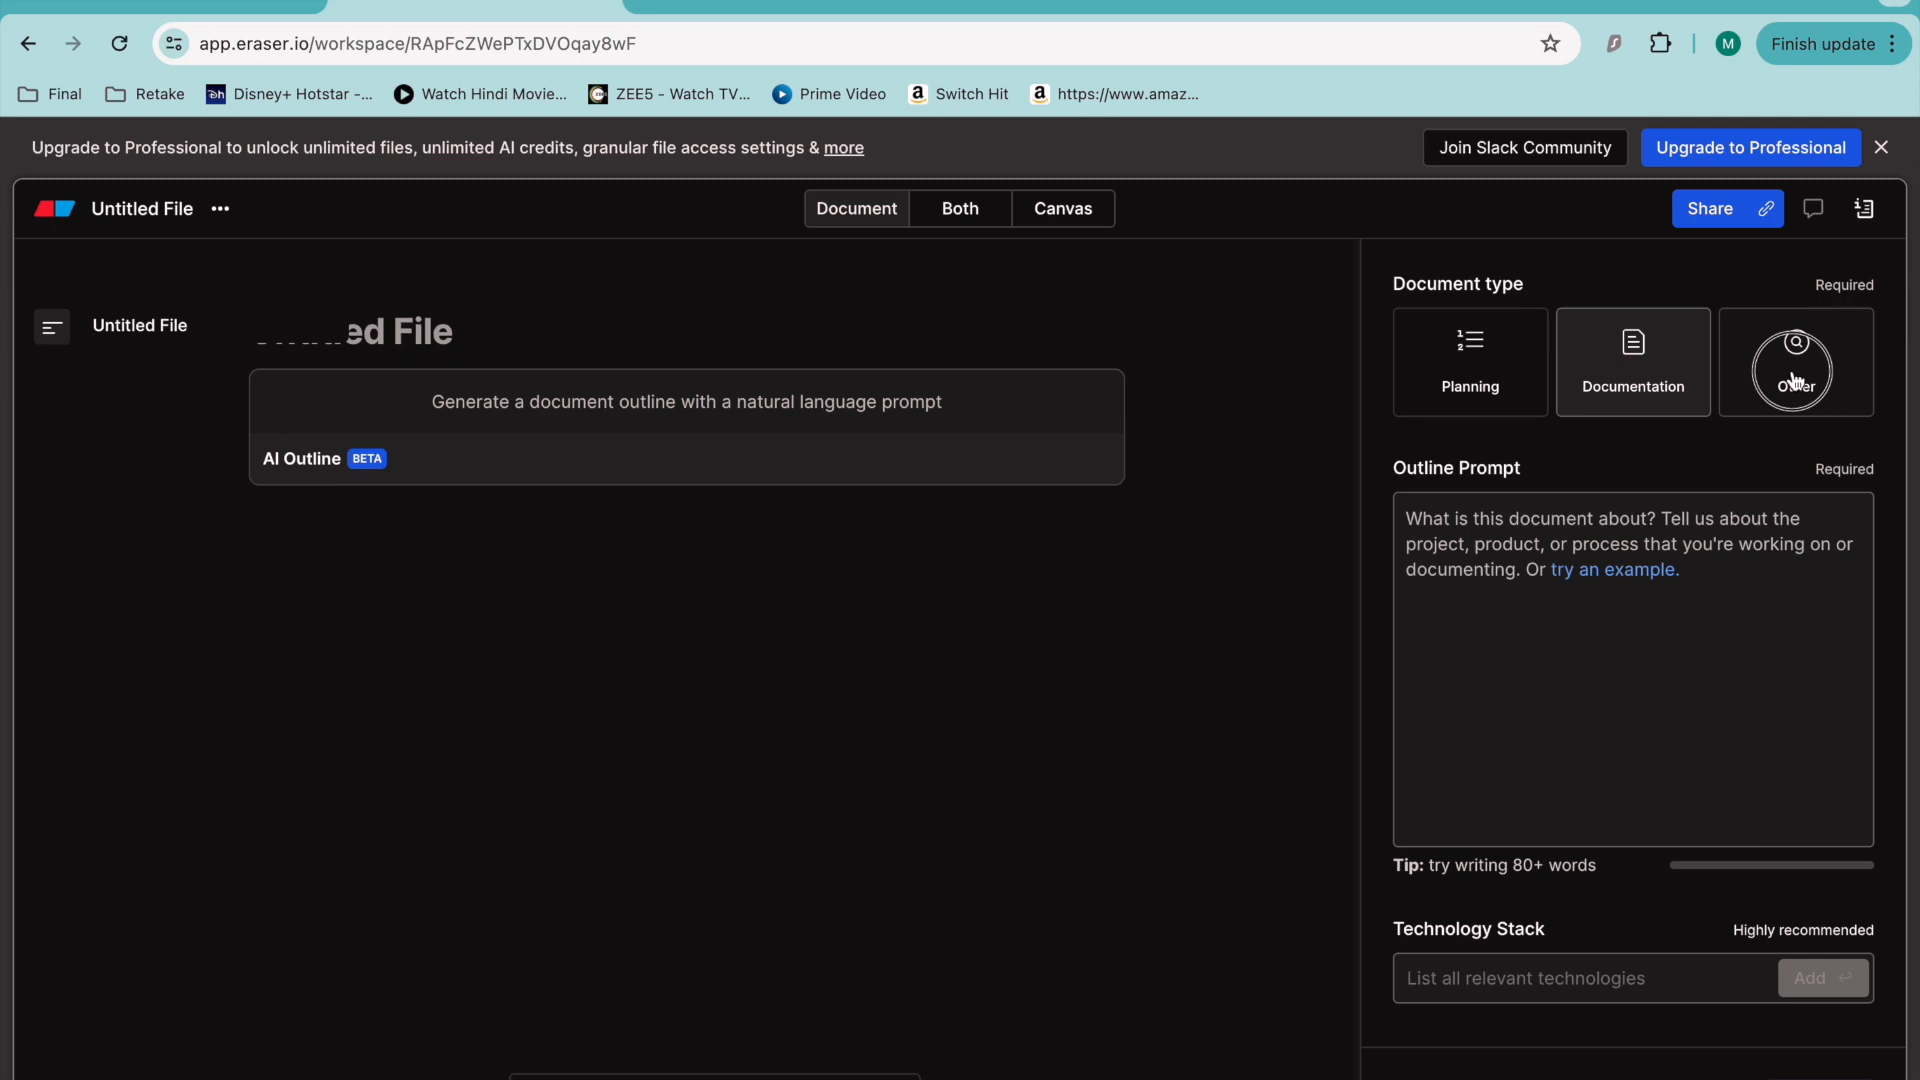 app.eraser.io/workspace/RApFcZWePTxDVOqay8wF
M
Finish update
Final
Retake
Disney+ Hotstar -...
Watch Hindi Movie...
ZEE5 - Watch TV...
Prime Video
Switch Hit
https://www.amaz...
Upgrade to Professional to unlock unlimited files, unlimited AI credits, granular file access settings & more
Join Slack Community
Upgrade to Professional
Untitled File
Document
Both
Canvas
Share
Untitled File
ed File
Generate a document outline with a natural language prompt
AI Outline BETA
Document type
Required
Planning
Documentation
Other
Outline Prompt
Required
What is this document about? Tell us about the
project, product, or process that you're working on or
documenting. Or try an example.
Tip: try writing 80+ words
Technology Stack
Highly recommended
List all relevant technologies
Add